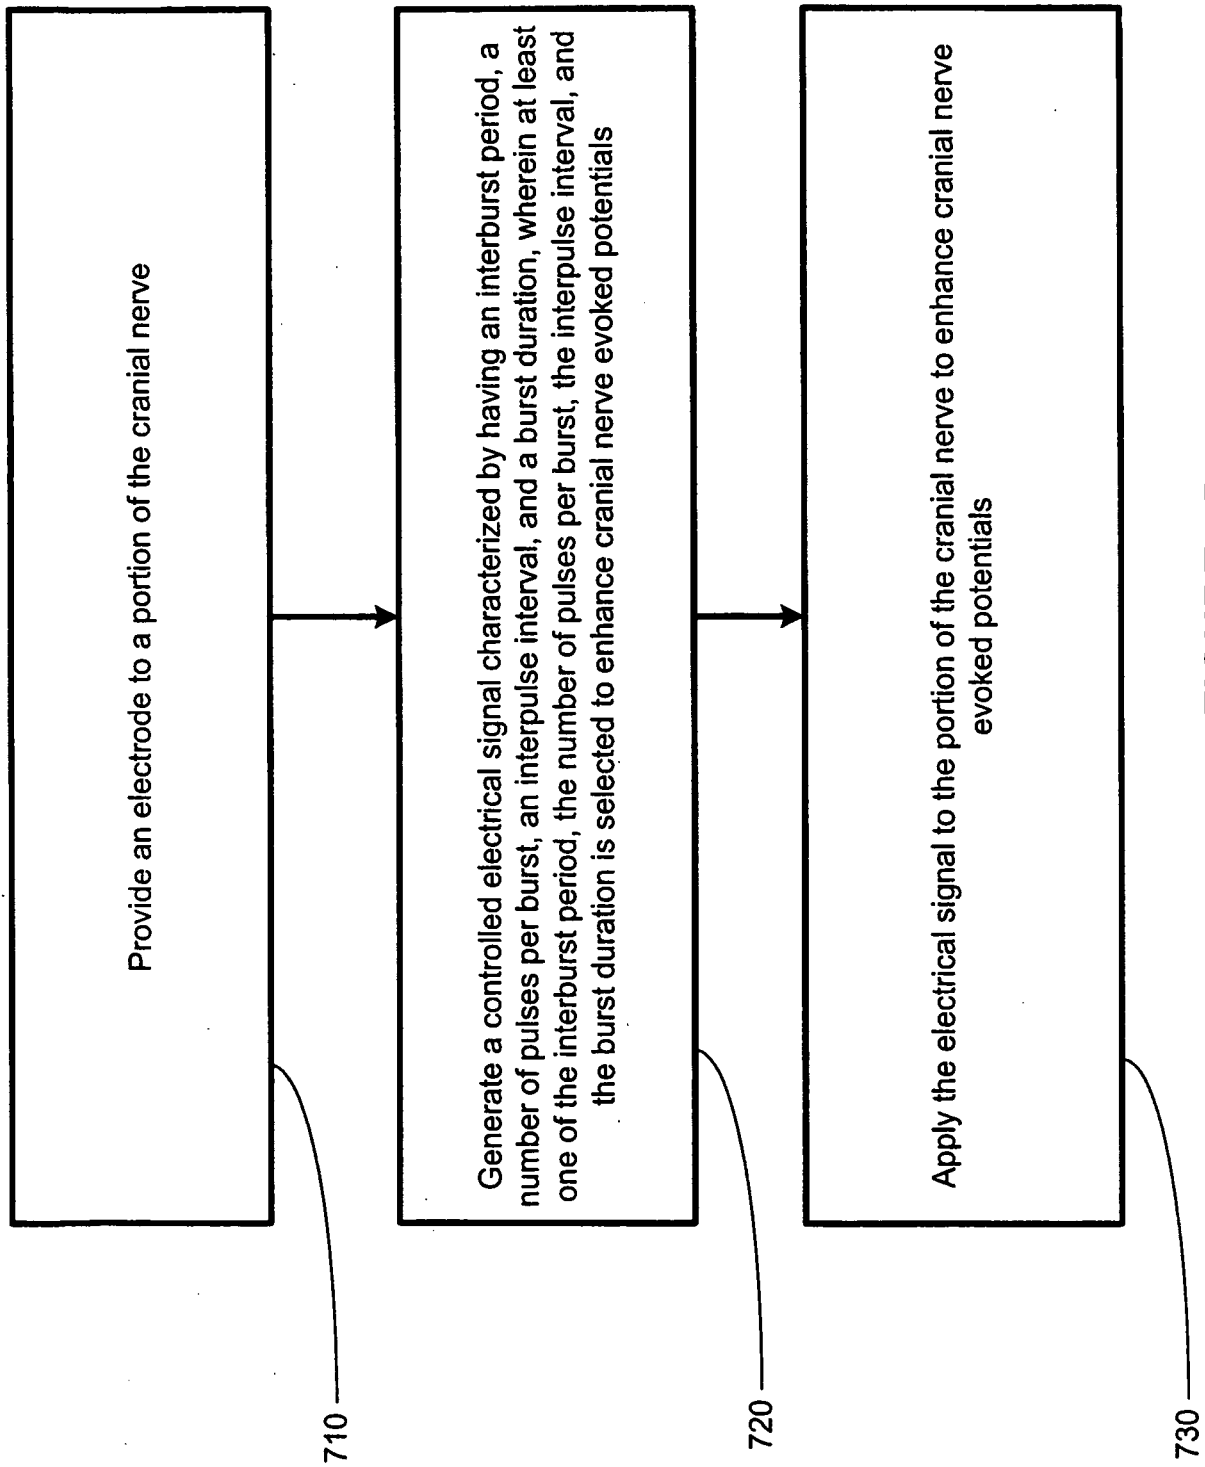 Provide an electrode to a portion of the cranial nerve
710
Generate a controlled electrical signal characterized by having an interburst period, a
number of pulses per burst, an interpulse interval, and a burst duration, wherein at least
one of the interburst period, the number of pulses per burst, the interpulse interval, and
the burst duration is selected to enhance cranial nerve evoked potentials
720
Apply the electrical signal to the portion of the cranial nerve to enhance cranial nerve
evoked potentials
730